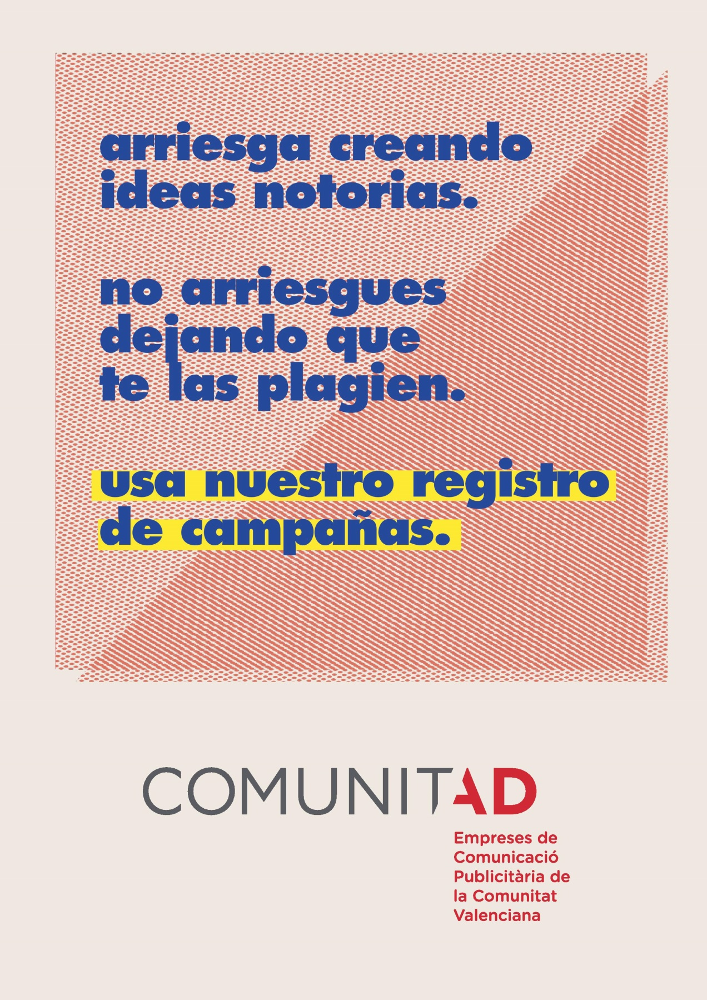 arriesga creando
ideas notorias.
no arriesgues
dejando que
te las plagien.
usa nuestro registro
de campañas.
COMUNITAD
Empreses de
Comunicació
Publicitària de
la Comunitat
Valenciana